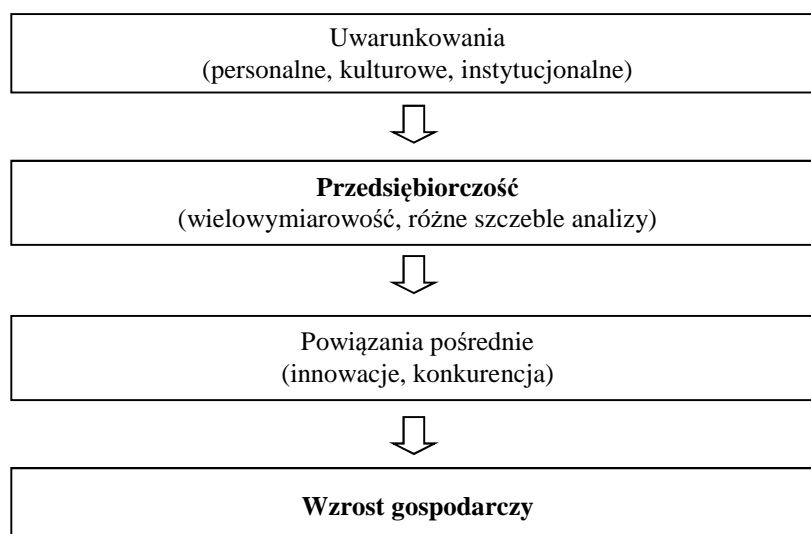 Uwarunkowania
(personalne, kulturowe, instytucjonalne)
Przedsiębiorczość
(wielowymiarowość, różne szczeble analizy)
Powiązania pośrednie
(innowacje, konkurencja)
Wzrost gospodarczy